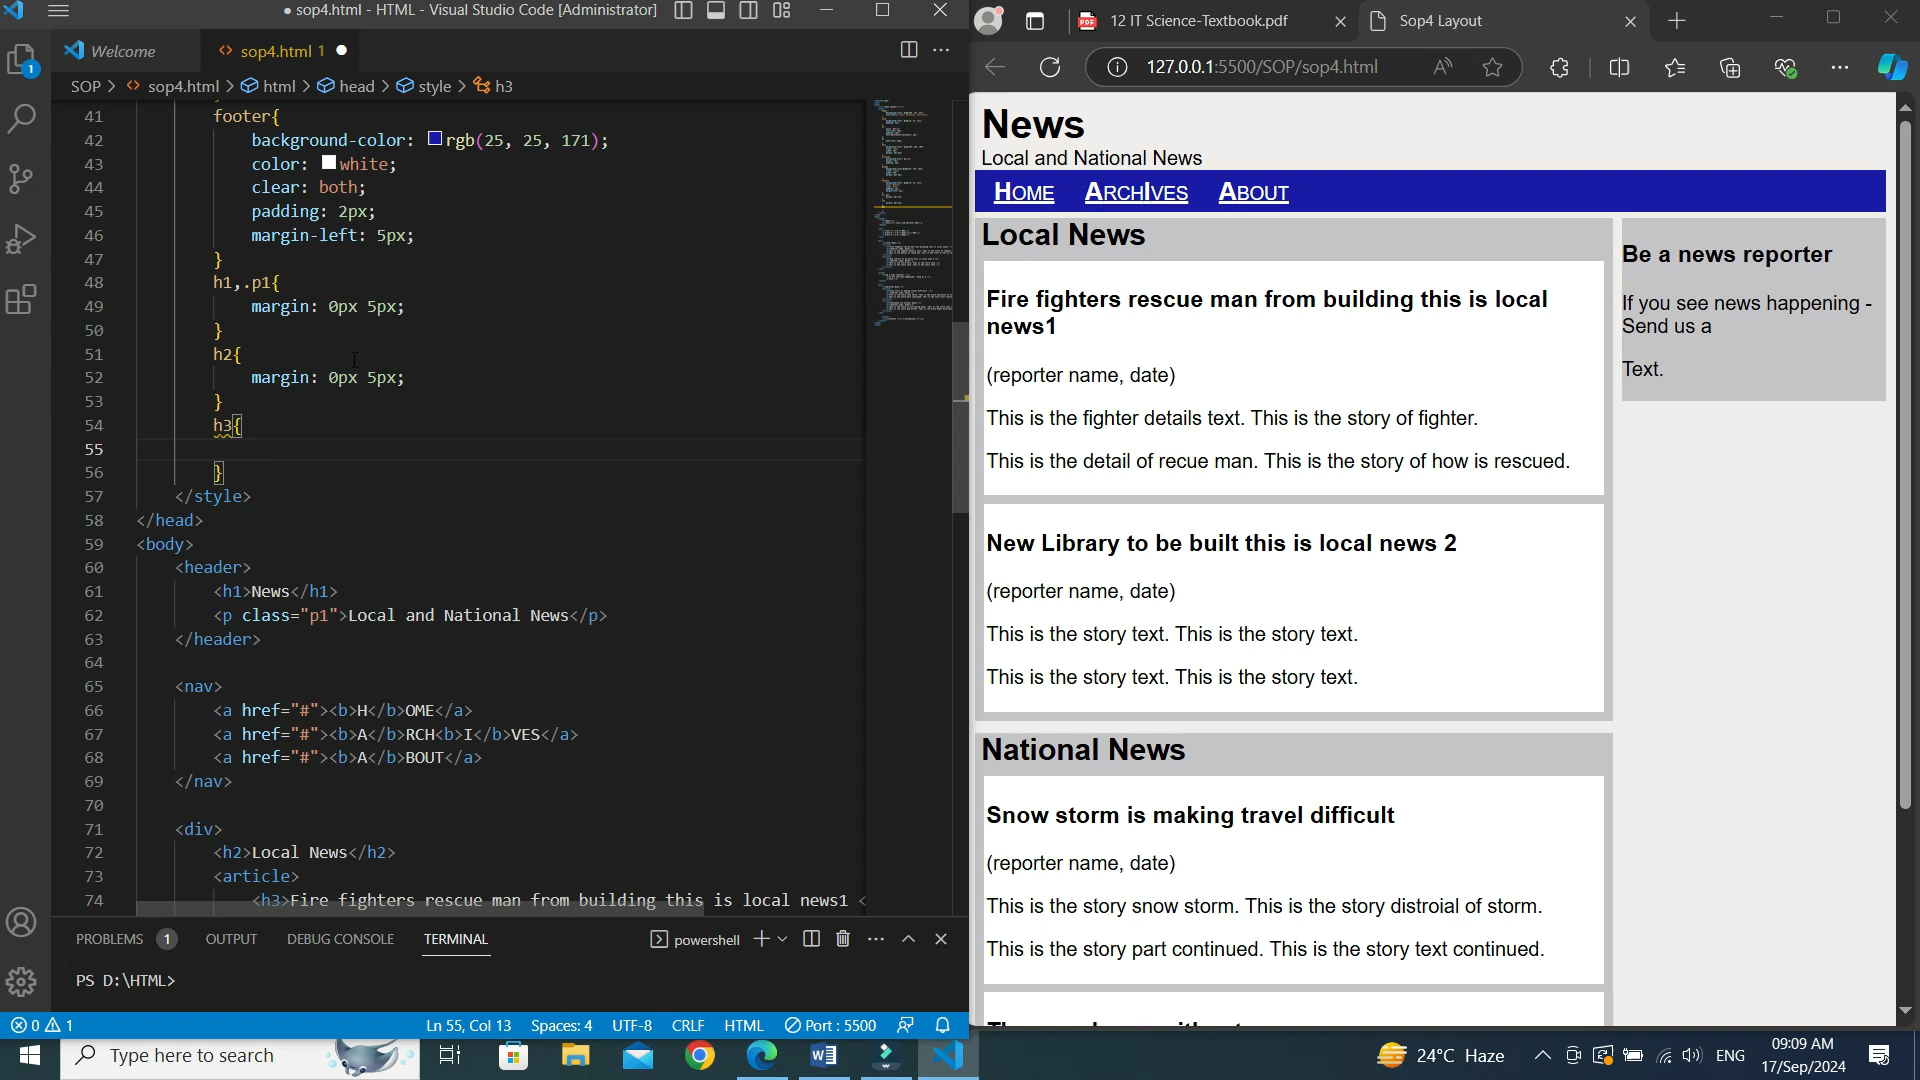 ● sop4.html - HTML - Visual Studio Code [Administrator]
Welcome
<> sop4.html 1 ●
SOP > <> sop4.html > html > head > style > h3
41 footer{
42 background-color: rgb(25, 25, 171);
43 color: white;
44 clear: both;
45 padding: 2px;
46 margin-left: 5px;
47 }
48 h1,.p1{
49 margin: 0px 5px;
50 }
51 h2{
52 margin: 0px 5px;
53 }
54 h3{
55
56 }
57 </style>
58 </head>
59 <body>
60 <header>
61 <h1>News</h1>
62 <p class="p1">Local and National News</p>
63 </header>
64
65 <nav>
66 <a href="#"><b>H</b>OME</a>
67 <a href="#"><b>A</b>RCH<b>I</b>VES</a>
68 <a href="#"><b>A</b>BOUT</a>
69 </nav>
70
71 <div>
72 <h2>Local News</h2>
73 <article>
74 <h3>Fire fighters rescue man from building this is local news1 <
PROBLEMS 1 OUTPUT DEBUG CONSOLE TERMINAL powershell
PS D:\HTML>
0 1 Ln 55, Col 13 Spaces: 4 UTF-8 CRLF HTML Port : 5500
1
12 IT Science-Textbook.pdf
Sop4 Layout
127.0.0.1:5500/SOP/sop4.html
News
Local and National News
HOME ARCHIVES ABOUT
Local News
Fire fighters rescue man from building this is local
news1
(reporter name, date)
This is the fighter details text. This is the story of fighter.
This is the detail of recue man. This is the story of how is rescued.
New Library to be built this is local news 2
(reporter name, date)
This is the story text. This is the story text.
This is the story text. This is the story text.
Be a news reporter
If you see news happening -
Send us a
Text.
National News
Snow storm is making travel difficult
(reporter name, date)
This is the story snow storm. This is the story distroial of storm.
This is the story part continued. This is the story text continued.
Type here to search
24°C Haze
ENG
09:09 AM
17/Sep/2024